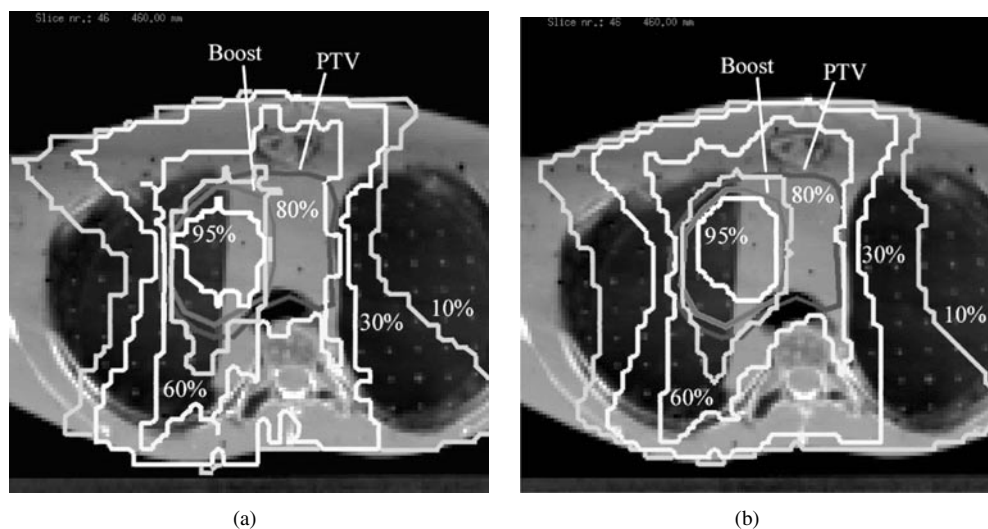 Slice nr.: 46 460,00 mm
Boost
PTV
80%
95%
30%
10%
60%
(a)
Slice nr.: 46 460,00 mm
Boost
PTV
80%
95%
30%
10%
60%
(b)